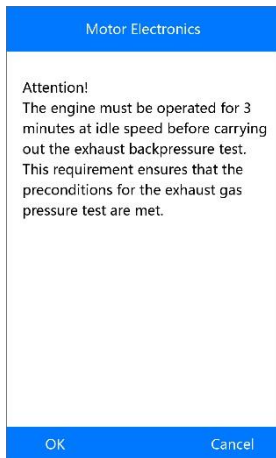 Motor Electronics
Attention!
The engine must be operated for 3
minutes at idle speed before carrying
out the exhaust backpressure test.
This requirement ensures that the
preconditions for the exhaust gas
pressure test are met.
OK
Cancel